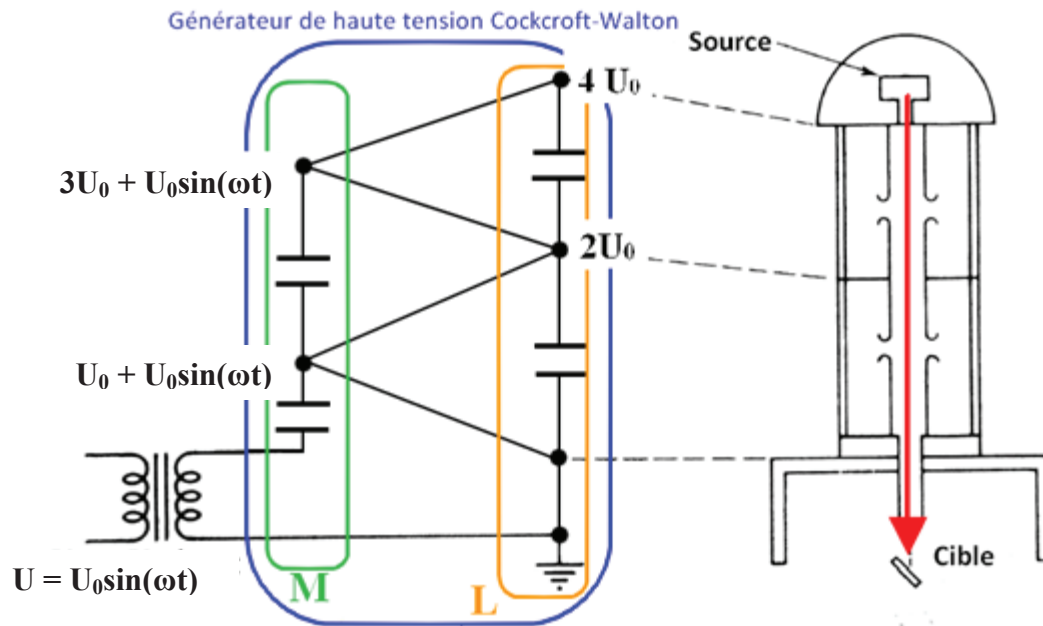 Générateur de haute tension Cockcroft-Walton
Source
4 U₀
3U₀ + U₀sin(ωt)
2U₀
U₀ + U₀sin(ωt)
U = U₀sin(ωt)
M
L
Cible